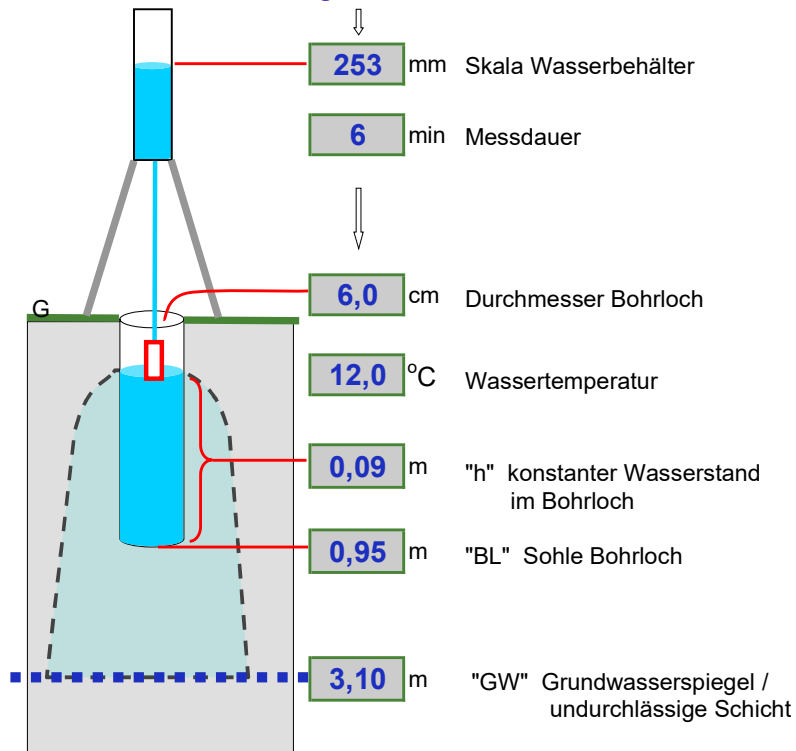 253 mm Skala Wasserbehälter
6 min Messdauer
6,0 cm Durchmesser Bohrloch
G
12,0 °C Wassertemperatur
0,09 m "h" konstanter Wasserstand
im Bohrloch
0,95 m "BL" Sohle Bohrloch
3,10 m "GW" Grundwasserspiegel /
undurchlässige Schicht